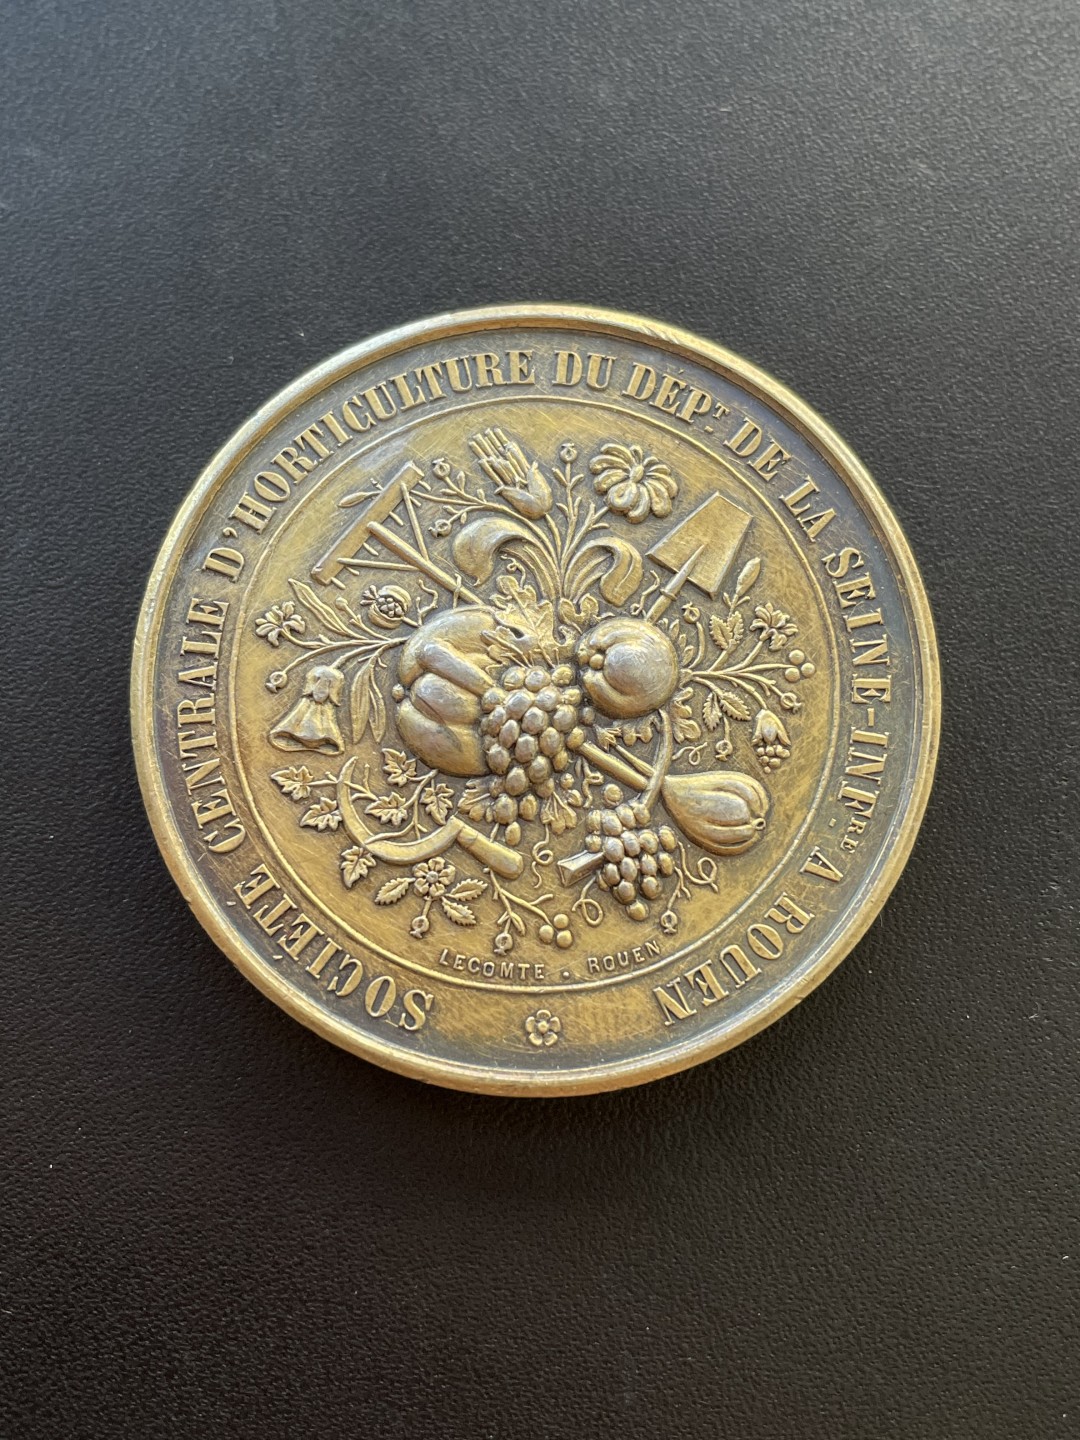 SOCIÉTÉ CENTRALE D'HORTICULTURE DU DÉPT. DE LA SEINE-INFRE. A ROUEN
LECOMTE . ROUEN